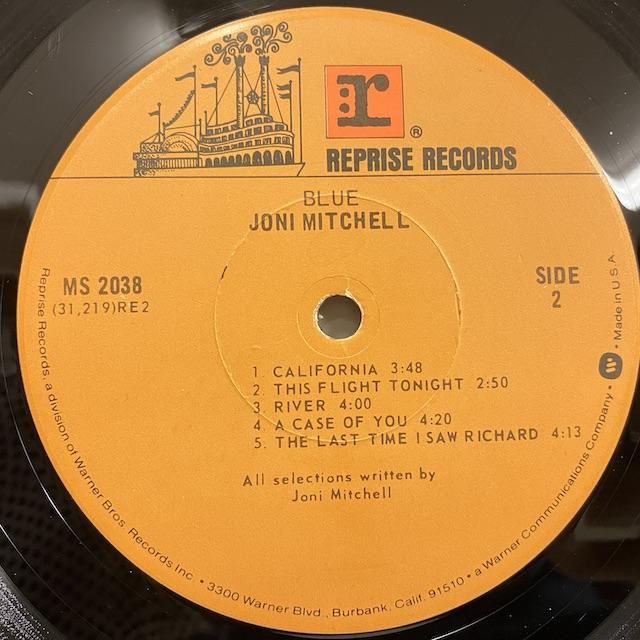 r ®
REPRISE RECORDS
BLUE
JONI MITCHELL
MS 2038
(31,219)RE2
SIDE
2
1. CALIFORNIA 3:48
2. THIS FLIGHT TONIGHT 2:50
3. RIVER 4:00
4. A CASE OF YOU 4:20
5. THE LAST TIME I SAW RICHARD 4:13
All selections written by
Joni Mitchell
Reprise Records, a division of Warner Bros. Records Inc • 3300 Warner Blvd., Burbank, Calif. 91510 • a Warner Communications Company • W • Made in U.S.A.